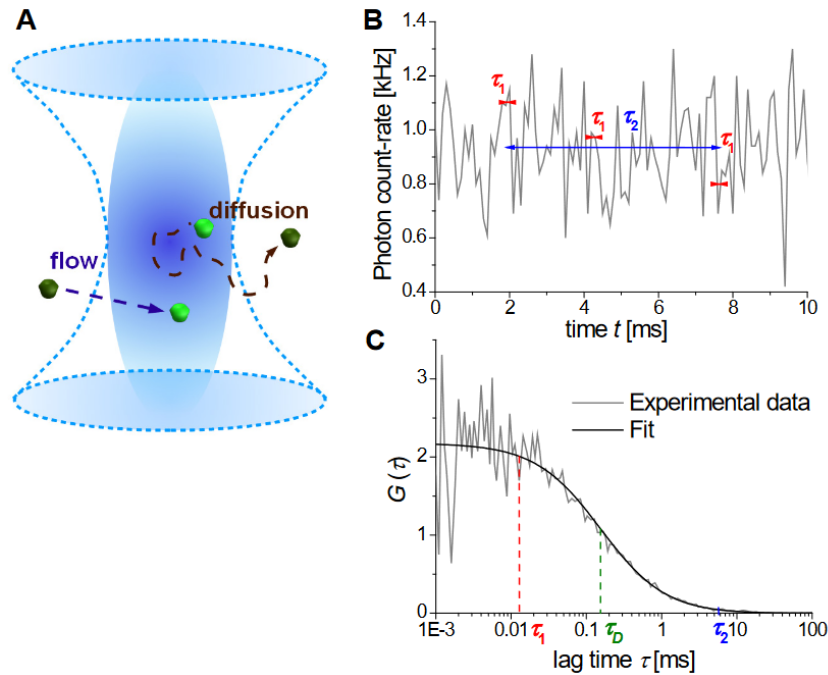 A
diffusion
flow
B
Photon count-rate [kHz]
1.4
1.2
1.0
0.8
0.6
0.4
τ1
τ1
τ2
τ1
0 2 4 6 8 10
time t [ms]
C
G (τ)
3
2
1
0
Experimental data
Fit
1E-3 0.01 τ1 0.1 τD 1 τ2 10 100
lag time τ [ms]